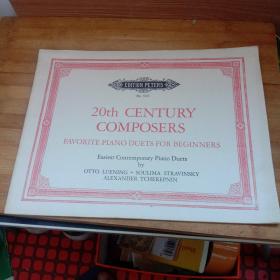 EDITION PETERS
20th CENTURY
COMPOSERS
FAVORITE PIANO DUETS FOR BEGINNERS
Easiest Contemporary Piano Duets
by
OTTO LUENING • SOULIMA STRAVINSKY
ALEXANDER TCHEREPNIN